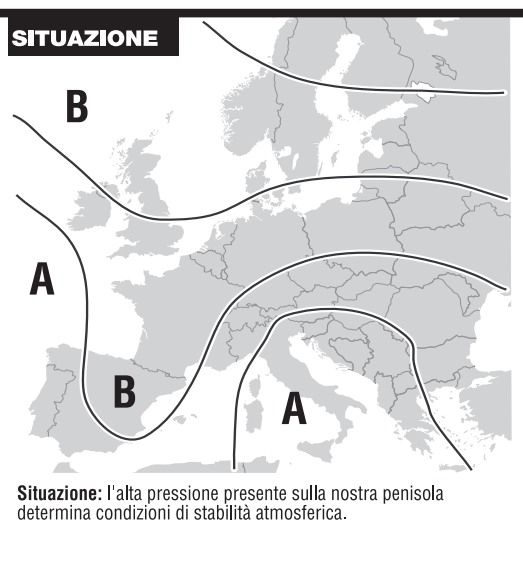 SITUAZIONE
B
A
B
A
Situazione: l'alta pressione presente sulla nostra penisola
determina condizioni di stabilità atmosferica.